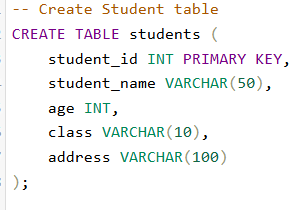 -- Create Student table
CREATE TABLE students (
    student_id INT PRIMARY KEY,
    student_name VARCHAR(50),
    age INT,
    class VARCHAR(10),
    address VARCHAR(100)
);